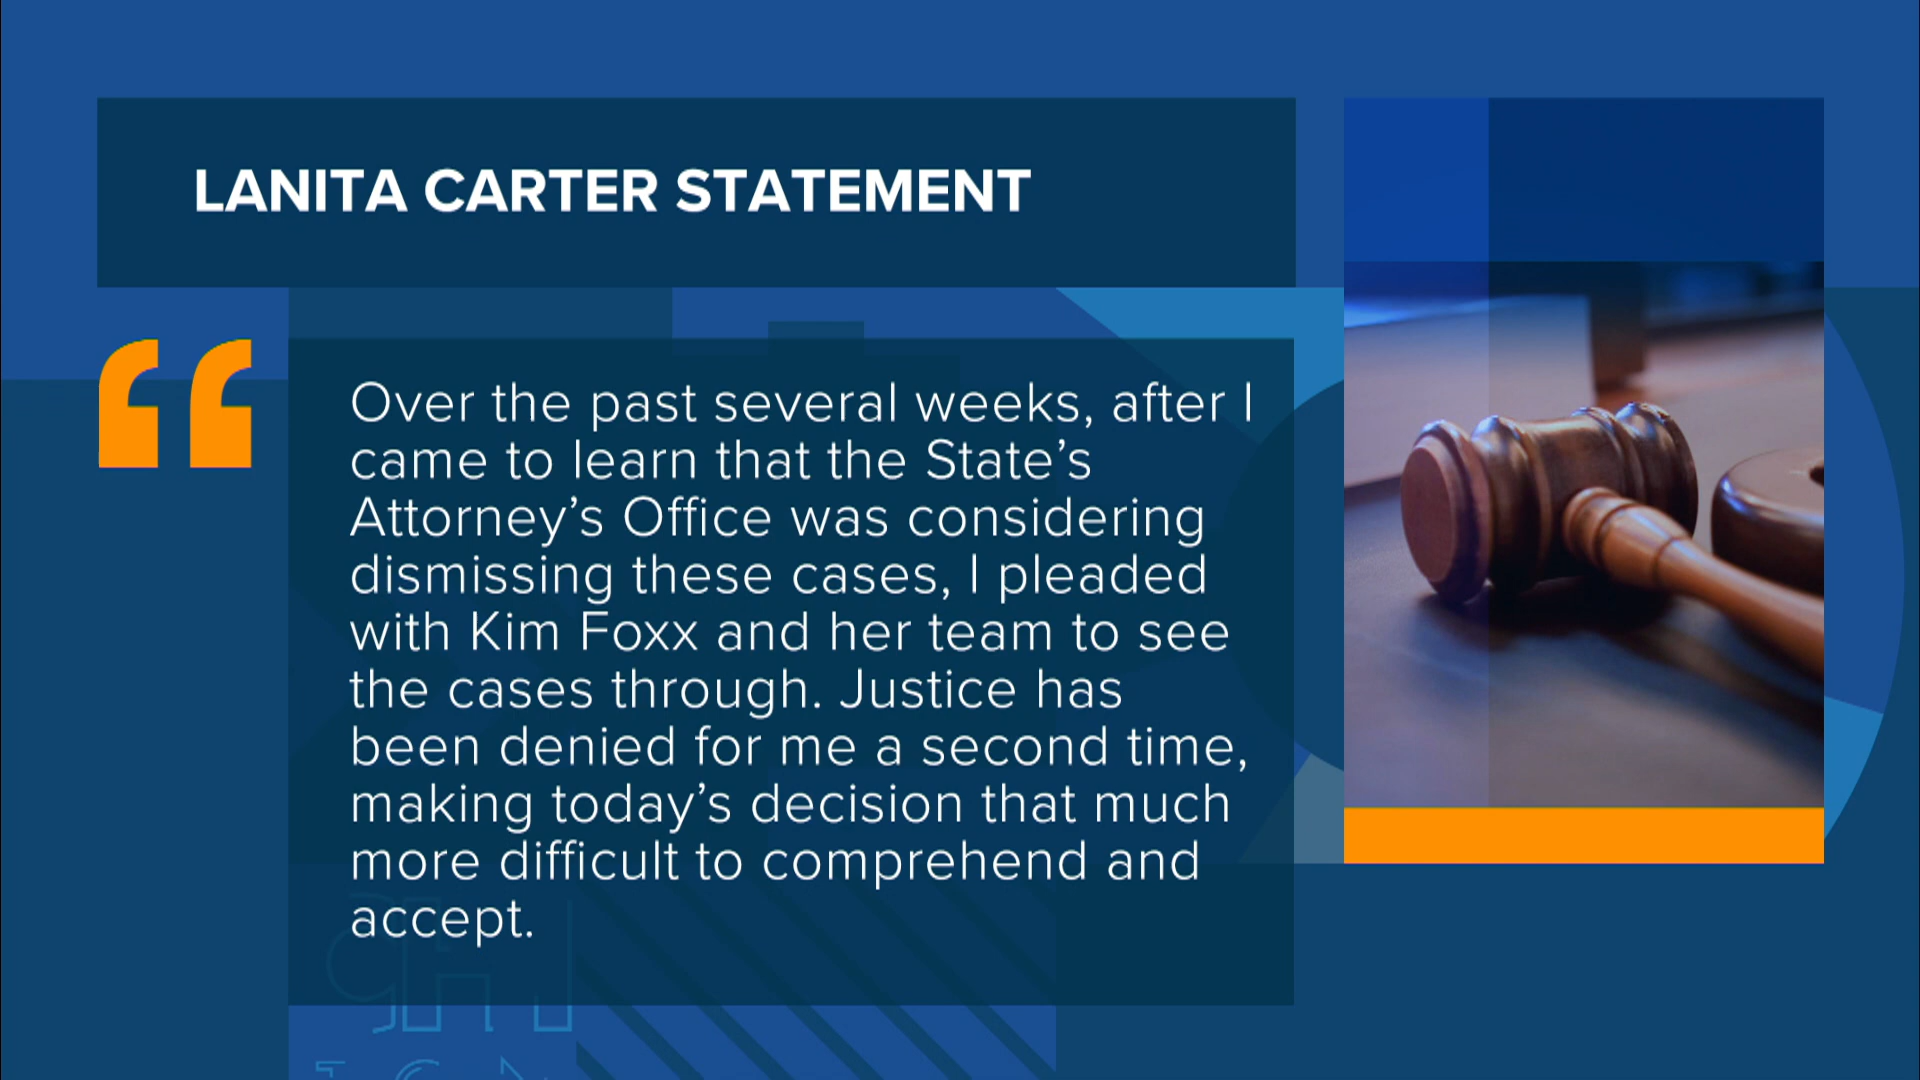 LANITA CARTER STATEMENT
Over the past several weeks, after I
came to learn that the State’s
Attorney’s Office was considering
dismissing these cases, I pleaded
with Kim Foxx and her team to see
the cases through. Justice has
been denied for me a second time,
making today’s decision that much
more difficult to comprehend and
accept.